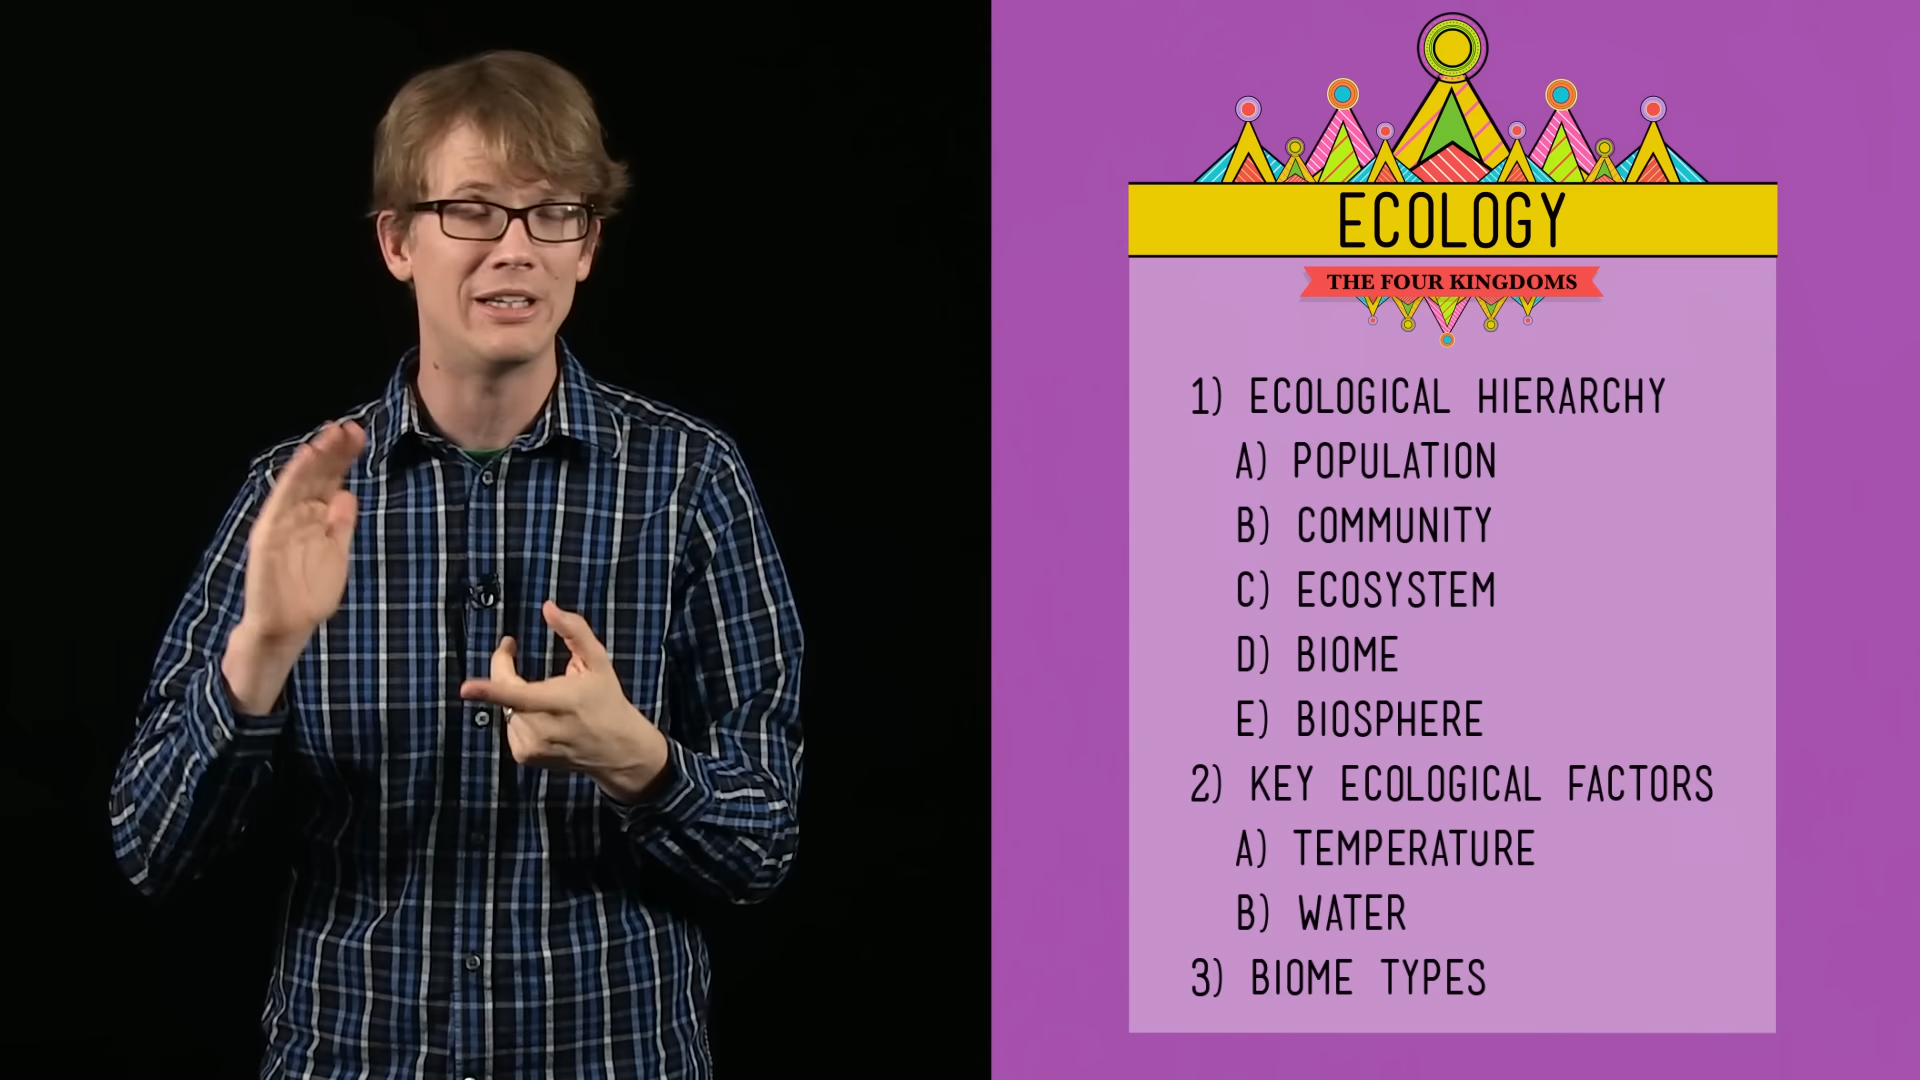 ECOLOGY
THE FOUR KINGDOMS
1) ECOLOGICAL HIERARCHY
A) POPULATION
B) COMMUNITY
C) ECOSYSTEM
D) BIOME
E) BIOSPHERE
2) KEY ECOLOGICAL FACTORS
A) TEMPERATURE
B) WATER
3) BIOME TYPES